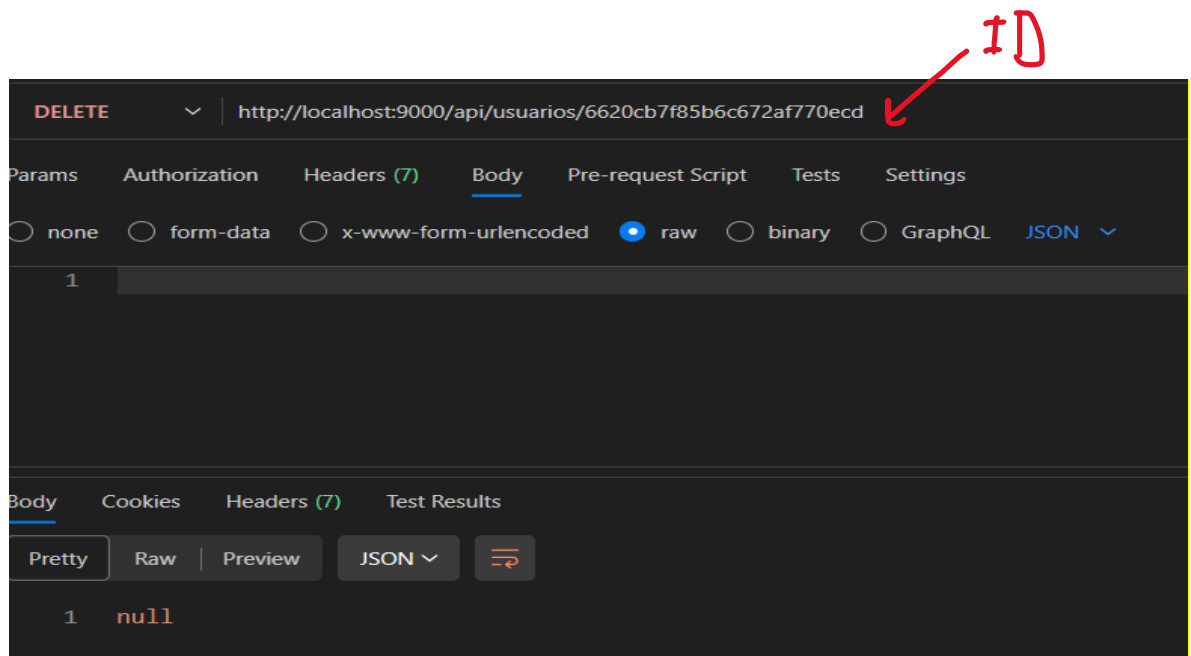 ID
DELETE http://localhost:9000/api/usuarios/6620cb7f85b6c672af770ecd
Params Authorization Headers (7) Body Pre-request Script Tests Settings
none form-data x-www-form-urlencoded raw binary GraphQL JSON
1
Body Cookies Headers (7) Test Results
Pretty Raw Preview JSON
1 null